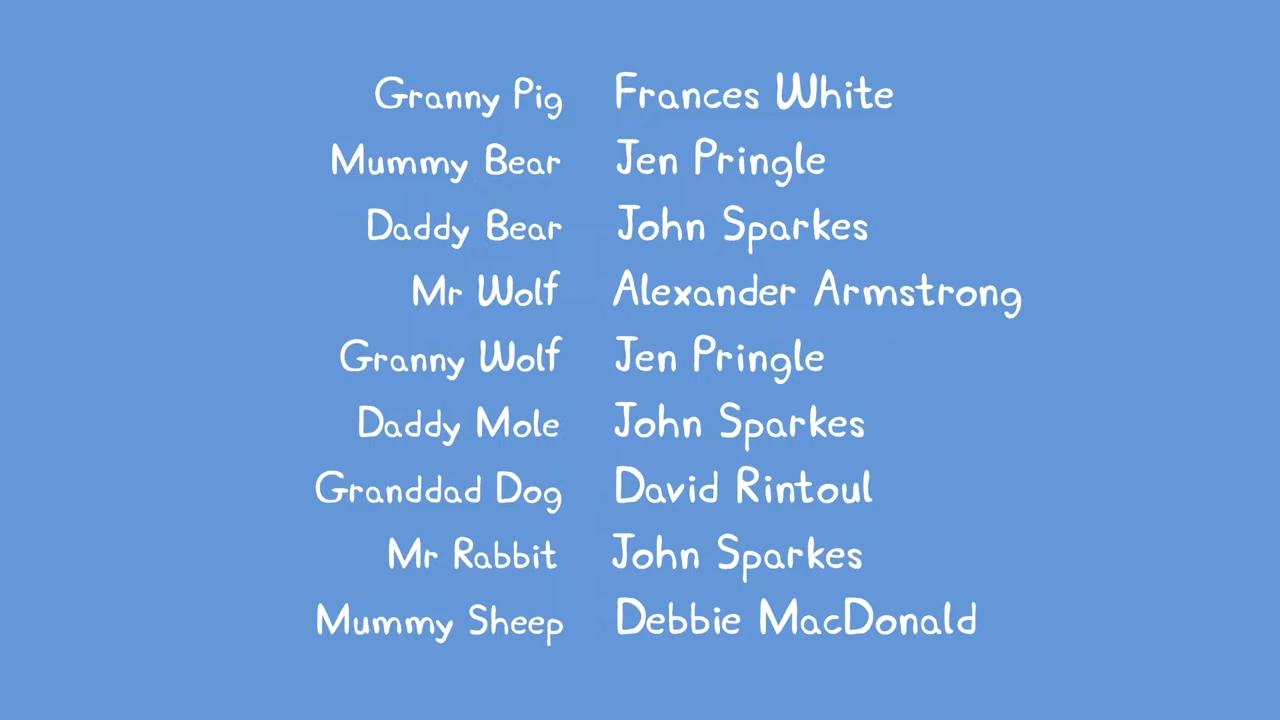 Granny Pig Frances White
Mummy Bear Jen Pringle
Daddy Bear John Sparkes
Mr Wolf Alexander Armstrong
Granny Wolf Jen Pringle
Daddy Mole John Sparkes
Granddad Dog David Rintoul
Mr Rabbit John Sparkes
Mummy Sheep Debbie MacDonald